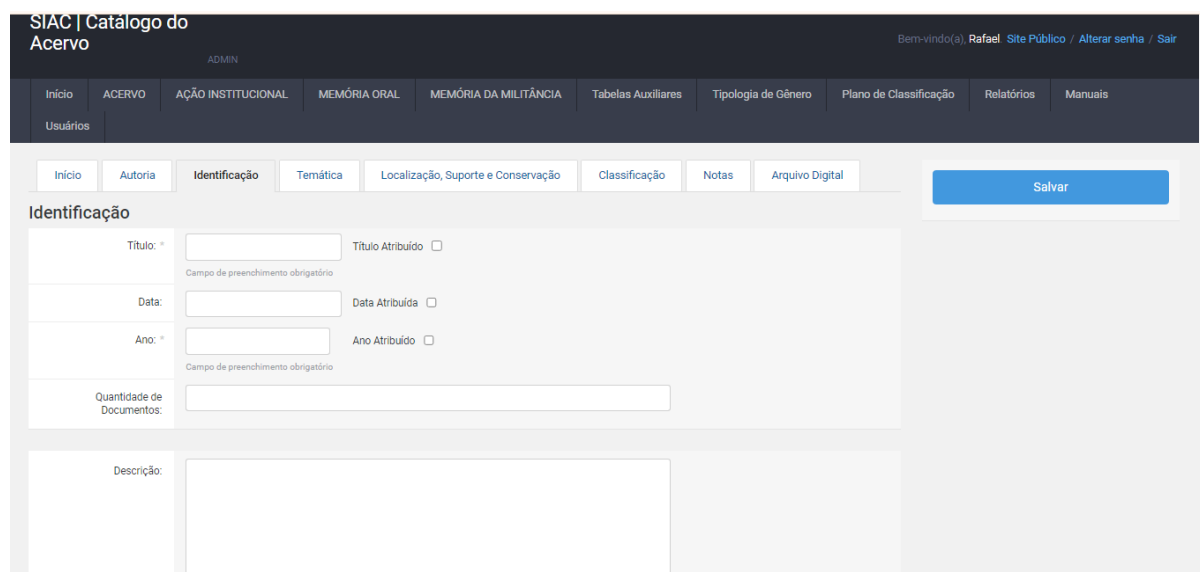 SIAC | Catálogo do
Acervo
ADMIN
Bem-vindo(a), Rafael. Site Público / Alterar senha / Sair
Início ACERVO AÇÃO INSTITUCIONAL MEMÓRIA ORAL MEMÓRIA DA MILITÂNCIA Tabelas Auxiliares Tipologia de Gênero Plano de Classificação Relatórios Manuais
Usuários
Início Autoria Identificação Temática Localização, Suporte e Conservação Classificação Notas Arquivo Digital
Salvar
Identificação
Título: * Título Atribuído
Campo de preenchimento obrigatório
Data: Data Atribuída
Ano: * Ano Atribuído
Campo de preenchimento obrigatório
Quantidade de
Documentos:
Descrição: